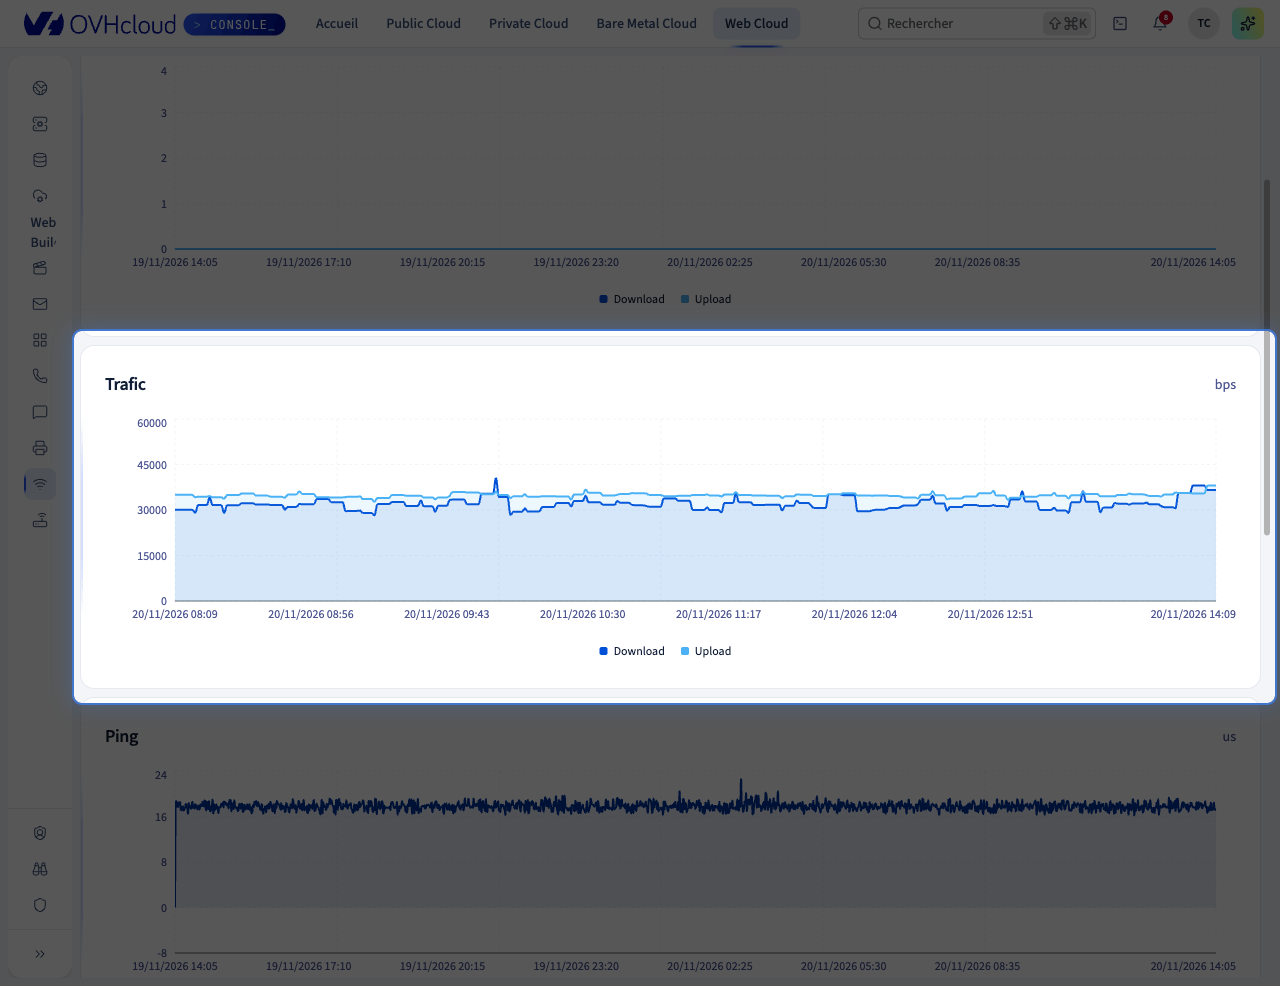 OVHcloud > CONSOLE_ Accueil Public Cloud Private Cloud Bare Metal Cloud Web Cloud Rechercher ⇧⌘K 8 TC
Web
Buil
4
3
2
1
0
19/11/2026 14:05 19/11/2026 17:10 19/11/2026 20:15 19/11/2026 23:20 20/11/2026 02:25 20/11/2026 05:30 20/11/2026 08:35 20/11/2026 14:05
Download Upload
Trafic bps
60000
45000
30000
15000
0
20/11/2026 08:09 20/11/2026 08:56 20/11/2026 09:43 20/11/2026 10:30 20/11/2026 11:17 20/11/2026 12:04 20/11/2026 12:51 20/11/2026 14:09
Download Upload
Ping us
24
16
8
0
-8
19/11/2026 14:05 19/11/2026 17:10 19/11/2026 20:15 19/11/2026 23:20 20/11/2026 02:25 20/11/2026 05:30 20/11/2026 08:35 20/11/2026 14:05